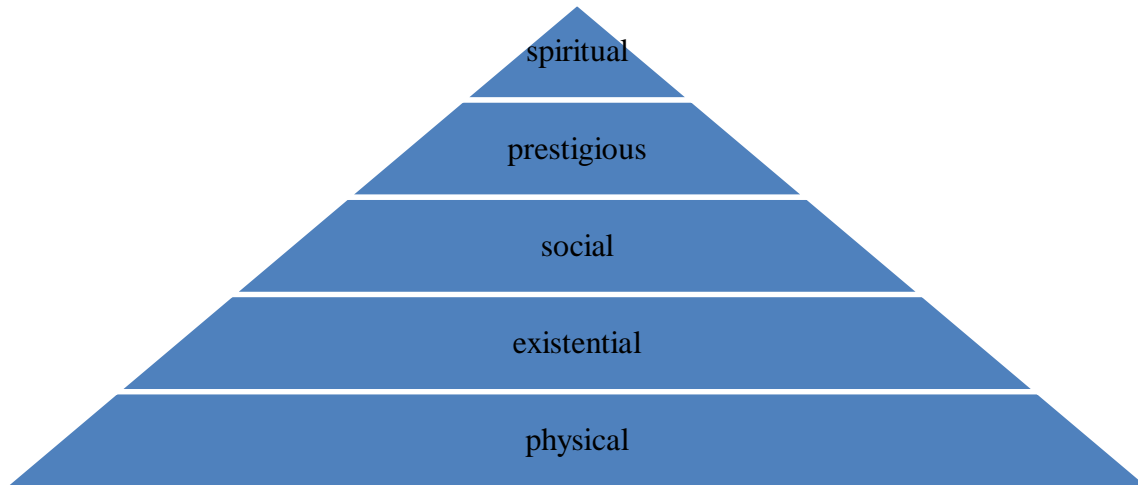 spiritual
prestigious
social
existential
physical